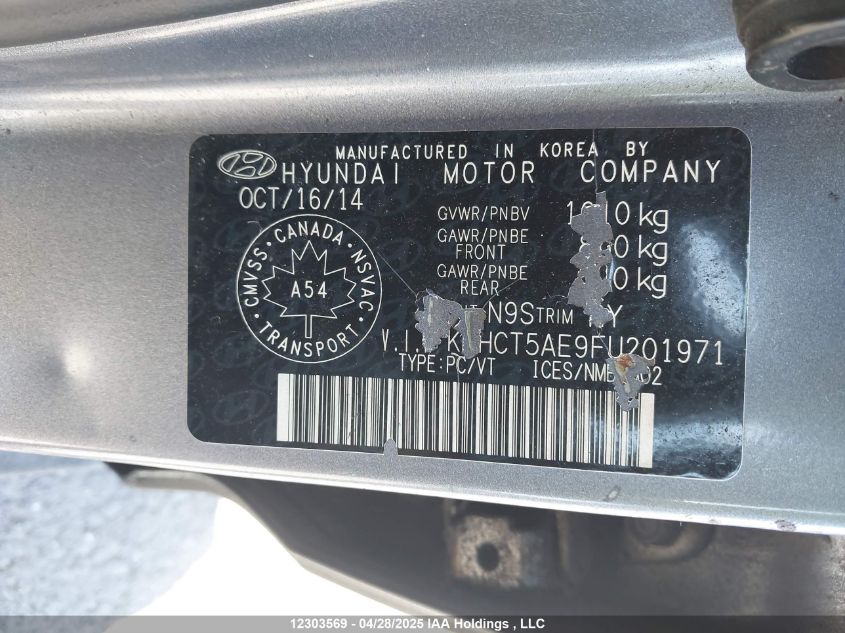 MANUFACTURED IN KOREA BY
HYUNDAI MOTOR COMPANY
OCT/16/14
GVWR/PNBV kg
GAWR/PNBE FRONT kg
GAWR/PNBE REAR kg
CMVSS • CANADA • NSVAC • TRANSPORT •
A54
N9S TRIM
HCT5AE9FU201971
TYPE:PC/VT
12303569 - 04/28/2025 IAA Holdings , LLC